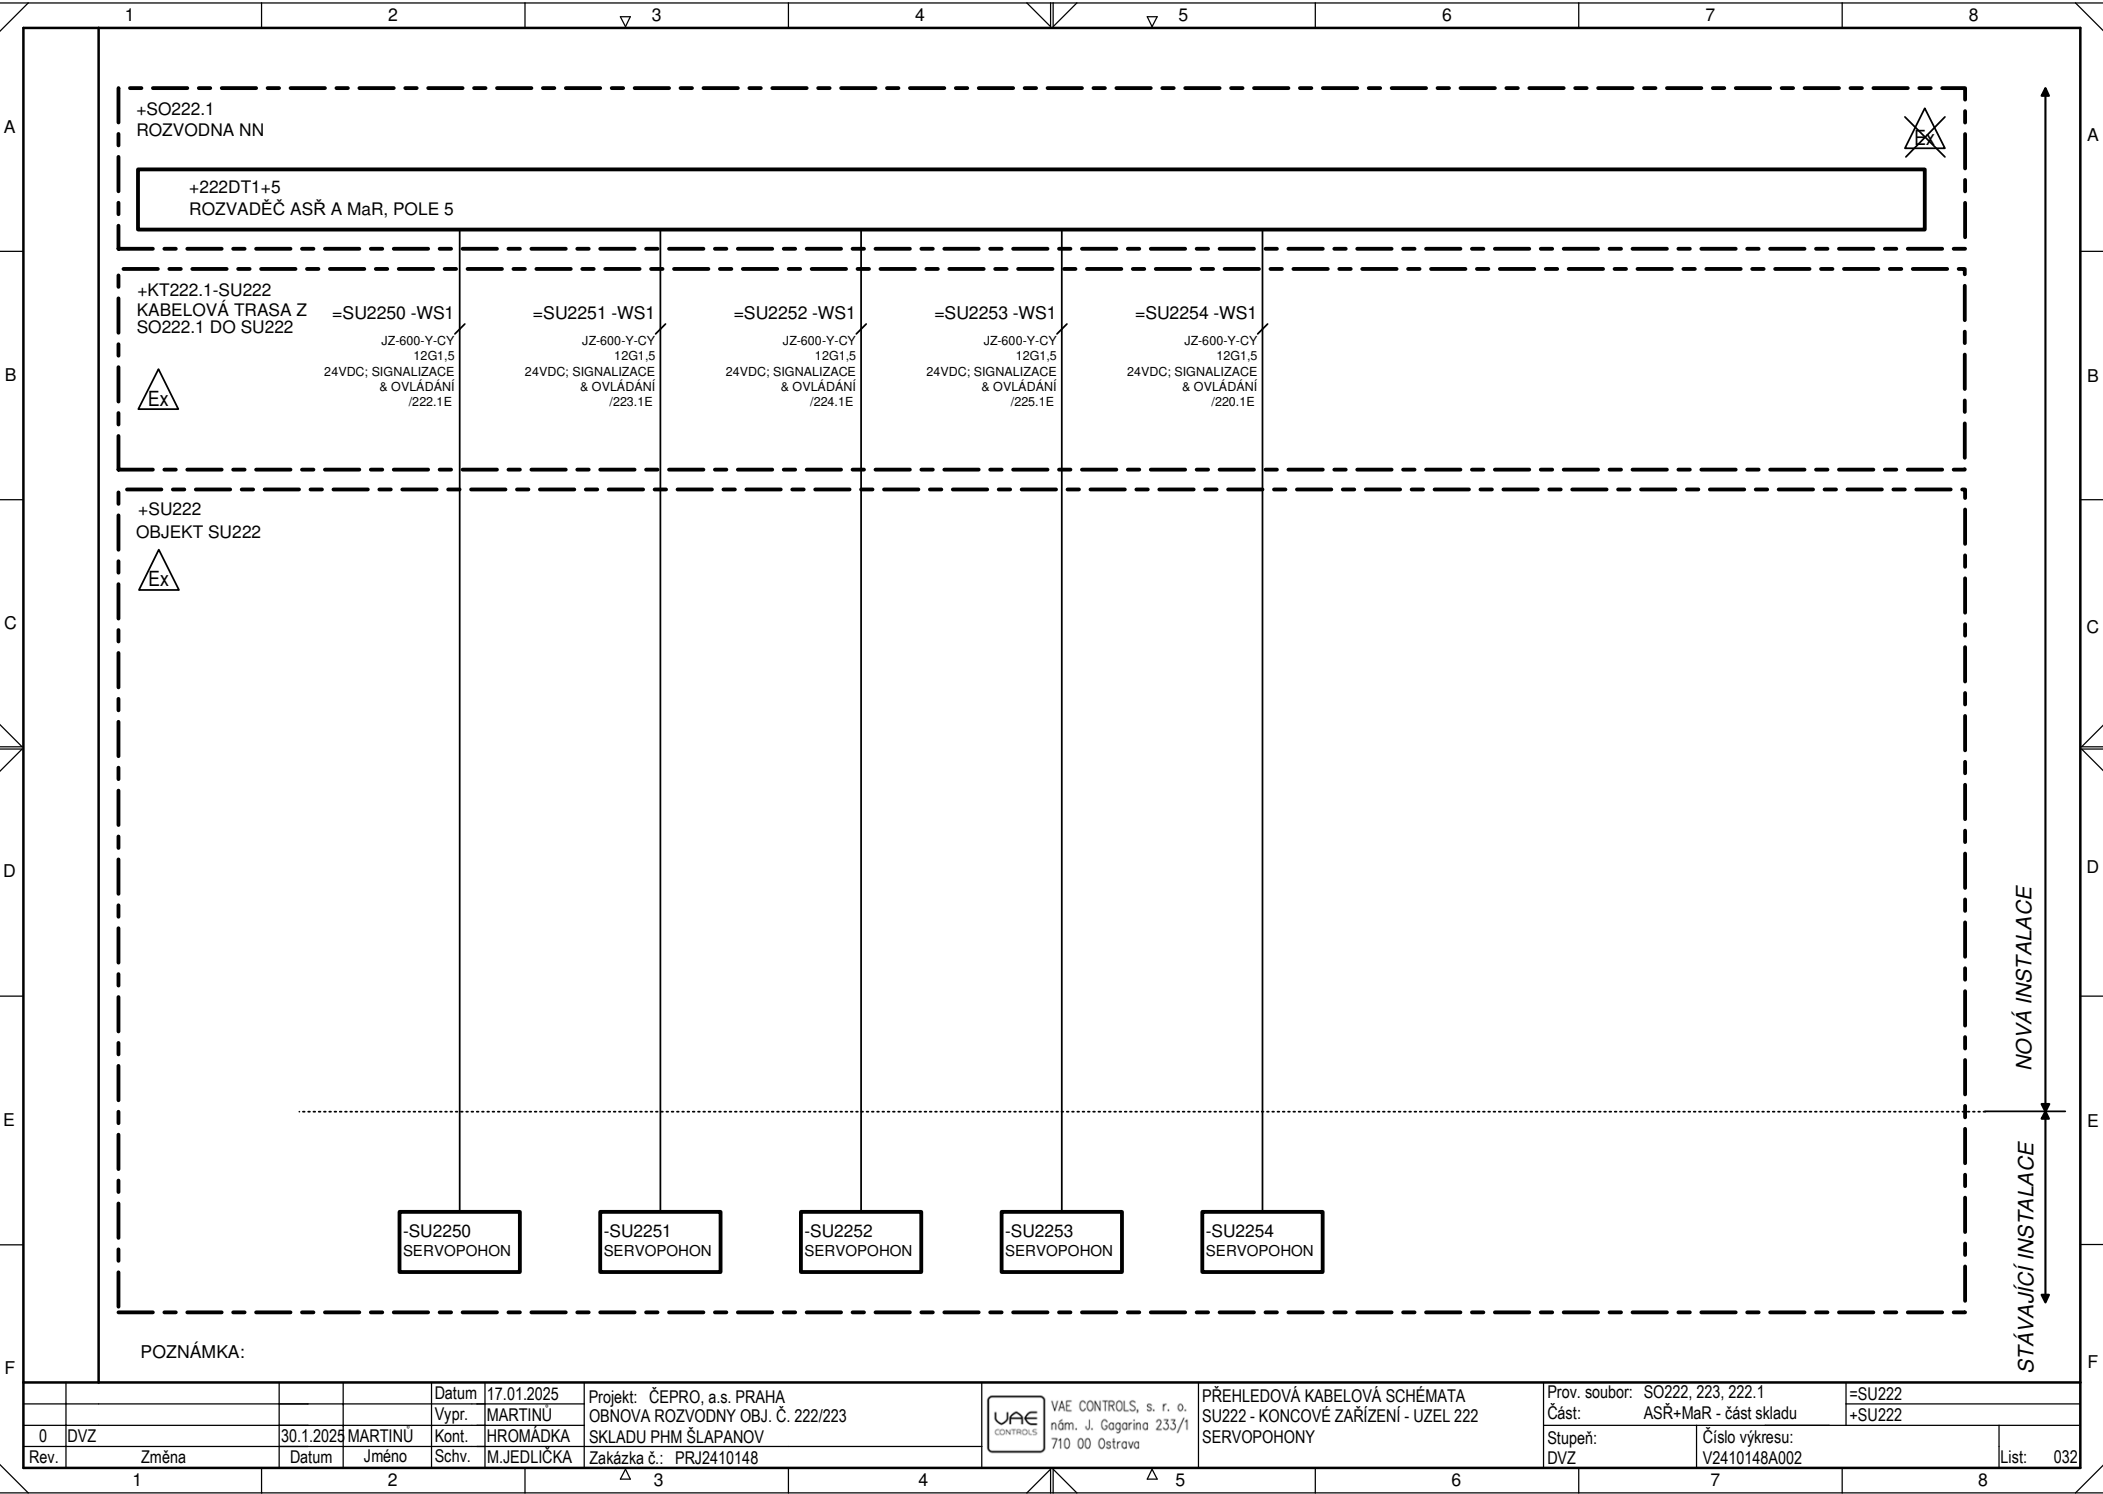 1 2 3 4 5 6 7 8
A
A
+SO222.1
ROZVODNA NN
Ex
+222DT1+5
ROZVADĚČ ASŘ A MaR, POLE 5
+KT222.1-SU222
KABELOVÁ TRASA Z
SO222.1 DO SU222
Ex
=SU2250 -WS1
JZ-600-Y-CY
12G1,5
24VDC; SIGNALIZACE
& OVLÁDÁNÍ
/222.1E
=SU2251 -WS1
JZ-600-Y-CY
12G1,5
24VDC; SIGNALIZACE
& OVLÁDÁNÍ
/223.1E
=SU2252 -WS1
JZ-600-Y-CY
12G1,5
24VDC; SIGNALIZACE
& OVLÁDÁNÍ
/224.1E
=SU2253 -WS1
JZ-600-Y-CY
12G1,5
24VDC; SIGNALIZACE
& OVLÁDÁNÍ
/225.1E
=SU2254 -WS1
JZ-600-Y-CY
12G1,5
24VDC; SIGNALIZACE
& OVLÁDÁNÍ
/220.1E
B
B
+SU222
OBJEKT SU222
Ex
C
C
D
D
NOVÁ INSTALACE
E
E
STÁVAJÍCÍ INSTALACE
-SU2250
SERVOPOHON
-SU2251
SERVOPOHON
-SU2252
SERVOPOHON
-SU2253
SERVOPOHON
-SU2254
SERVOPOHON
POZNÁMKA:
F
F
Datum 17.01.2025
Vypr. MARTINŮ
0 DVZ 30.1.2025 MARTINŮ Kont. HROMÁDKA
Rev. Změna Datum Jméno Schv. M.JEDLIČKA
Projekt: ČEPRO, a.s. PRAHA
OBNOVA ROZVODNY OBJ. Č. 222/223
SKLADU PHM ŠLAPANOV
Zakázka č.: PRJ2410148
UAE
CONTROLS
VAE CONTROLS, s. r. o.
nám. J. Gagarina 233/1
710 00 Ostrava
PŘEHLEDOVÁ KABELOVÁ SCHÉMATA
SU222 - KONCOVÉ ZAŘÍZENÍ - UZEL 222
SERVOPOHONY
Prov. soubor: SO222, 223, 222.1
Část: ASŘ+MaR - část skladu
Stupeň:
DVZ
Číslo výkresu:
V2410148A002
=SU222
+SU222
List: 032
1 2 3 4 5 6 7 8